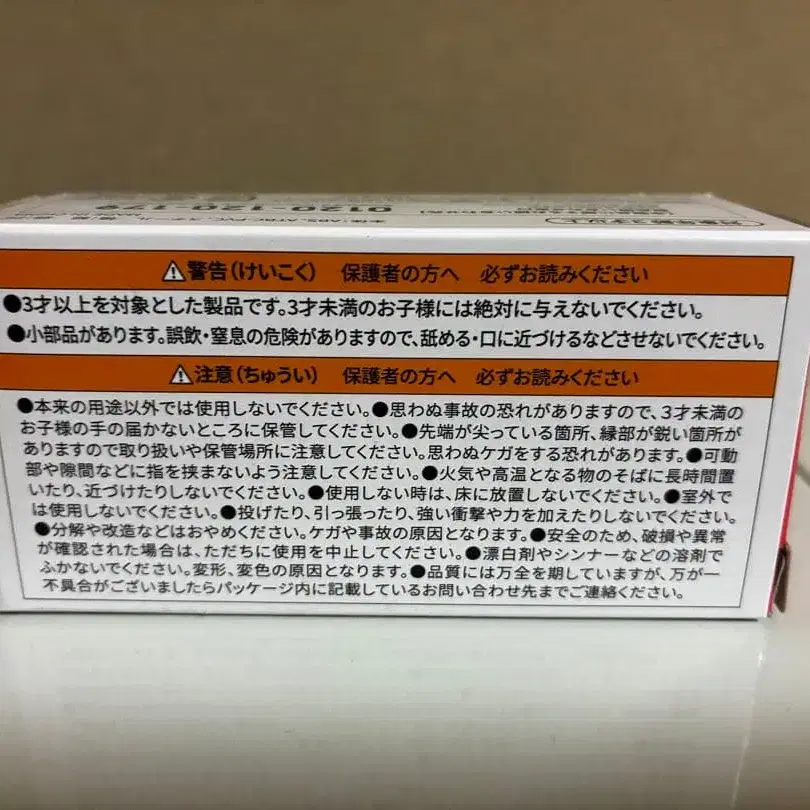 0120-120-179
⚠警告(けいこく) 保護者の方へ 必ずお読みください
●3才以上を対象とした製品です。3才未満のお子様には絶対に与えないでください。
●小部品があります。誤飲・窒息の危険がありますので、舐める・口に近づけるなどさせないでください。
⚠注意(ちゅうい) 保護者の方へ 必ずお読みください
●本来の用途以外では使用しないでください。●思わぬ事故の恐れがありますので、3才未満の
お子様の手の届かないところに保管してください。●先端が尖っている箇所、縁部が鋭い箇所が
ありますので取り扱いや保管場所に注意してください。思わぬケガをする恐れがあります。●可動
部や隙間などに指を挟まないよう注意してください。●火気や高温となる物のそばに長時間置
いたり、近づけたりしないでください。●使用しない時は、床に放置しないでください。●室外で
は使用しないでください。●投げたり、引っ張ったり、強い衝撃や力を加えたりしないでください。
●分解や改造などはおやめください。ケガや事故の原因となります。●安全のため、破損や異常
が確認された場合は、ただちに使用を中止してください。●漂白剤やシンナーなどの溶剤で
ふかないでください。変形、変色の原因となります。●品質には万全を期していますが、万が一
不具合がございましたらパッケージ内に記載しているお問い合わせ先までご連絡ください。